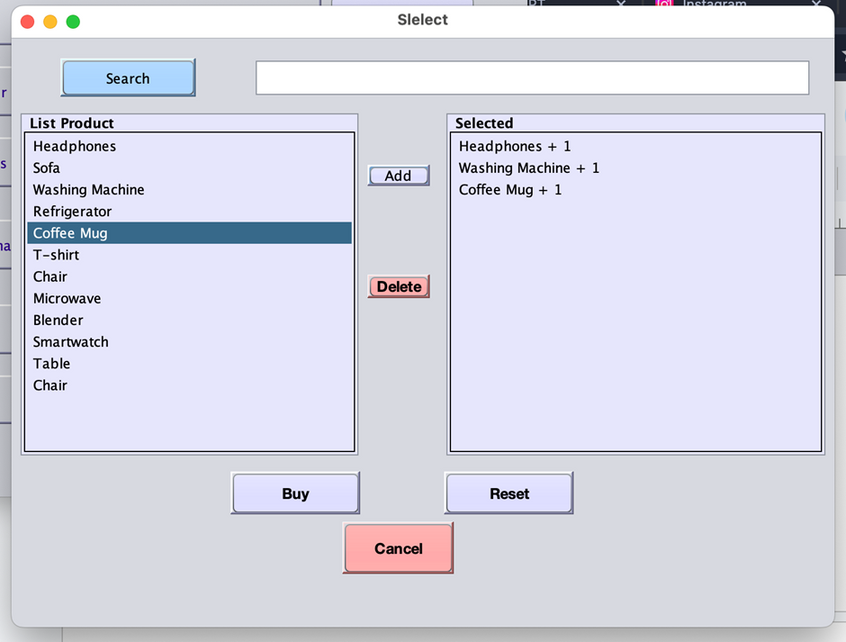 Slelect
Instagram
Search
List Product
Headphones
Sofa
Washing Machine
Refrigerator
Coffee Mug
T-shirt
Chair
Microwave
Blender
Smartwatch
Table
Chair
Add
Delete
Selected
Headphones + 1
Washing Machine + 1
Coffee Mug + 1
Buy
Reset
Cancel